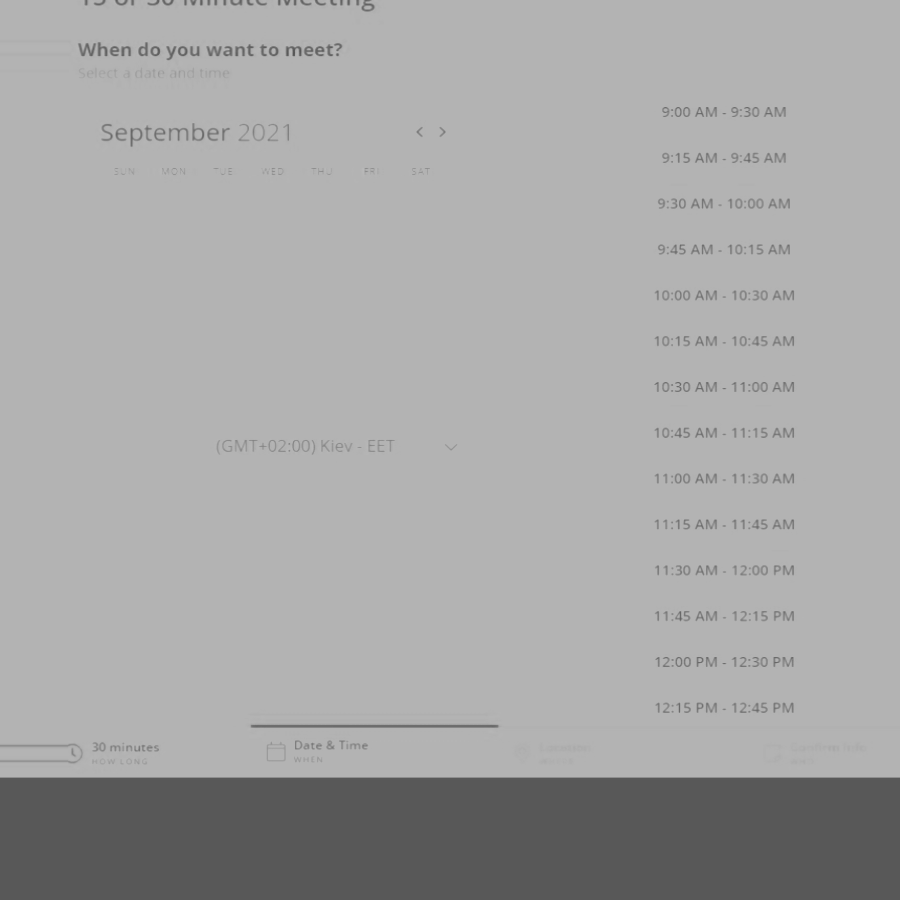 15 or 30 Minute Meeting
When do you want to meet?
Select a date and time
September 2021
SUN MON TUE WED THU FRI SAT
(GMT+02:00) Kiev - EET
9:00 AM - 9:30 AM
9:15 AM - 9:45 AM
9:30 AM - 10:00 AM
9:45 AM - 10:15 AM
10:00 AM - 10:30 AM
10:15 AM - 10:45 AM
10:30 AM - 11:00 AM
10:45 AM - 11:15 AM
11:00 AM - 11:30 AM
11:15 AM - 11:45 AM
11:30 AM - 12:00 PM
11:45 AM - 12:15 PM
12:00 PM - 12:30 PM
12:15 PM - 12:45 PM
30 minutes
HOW LONG
Date & Time
WHEN